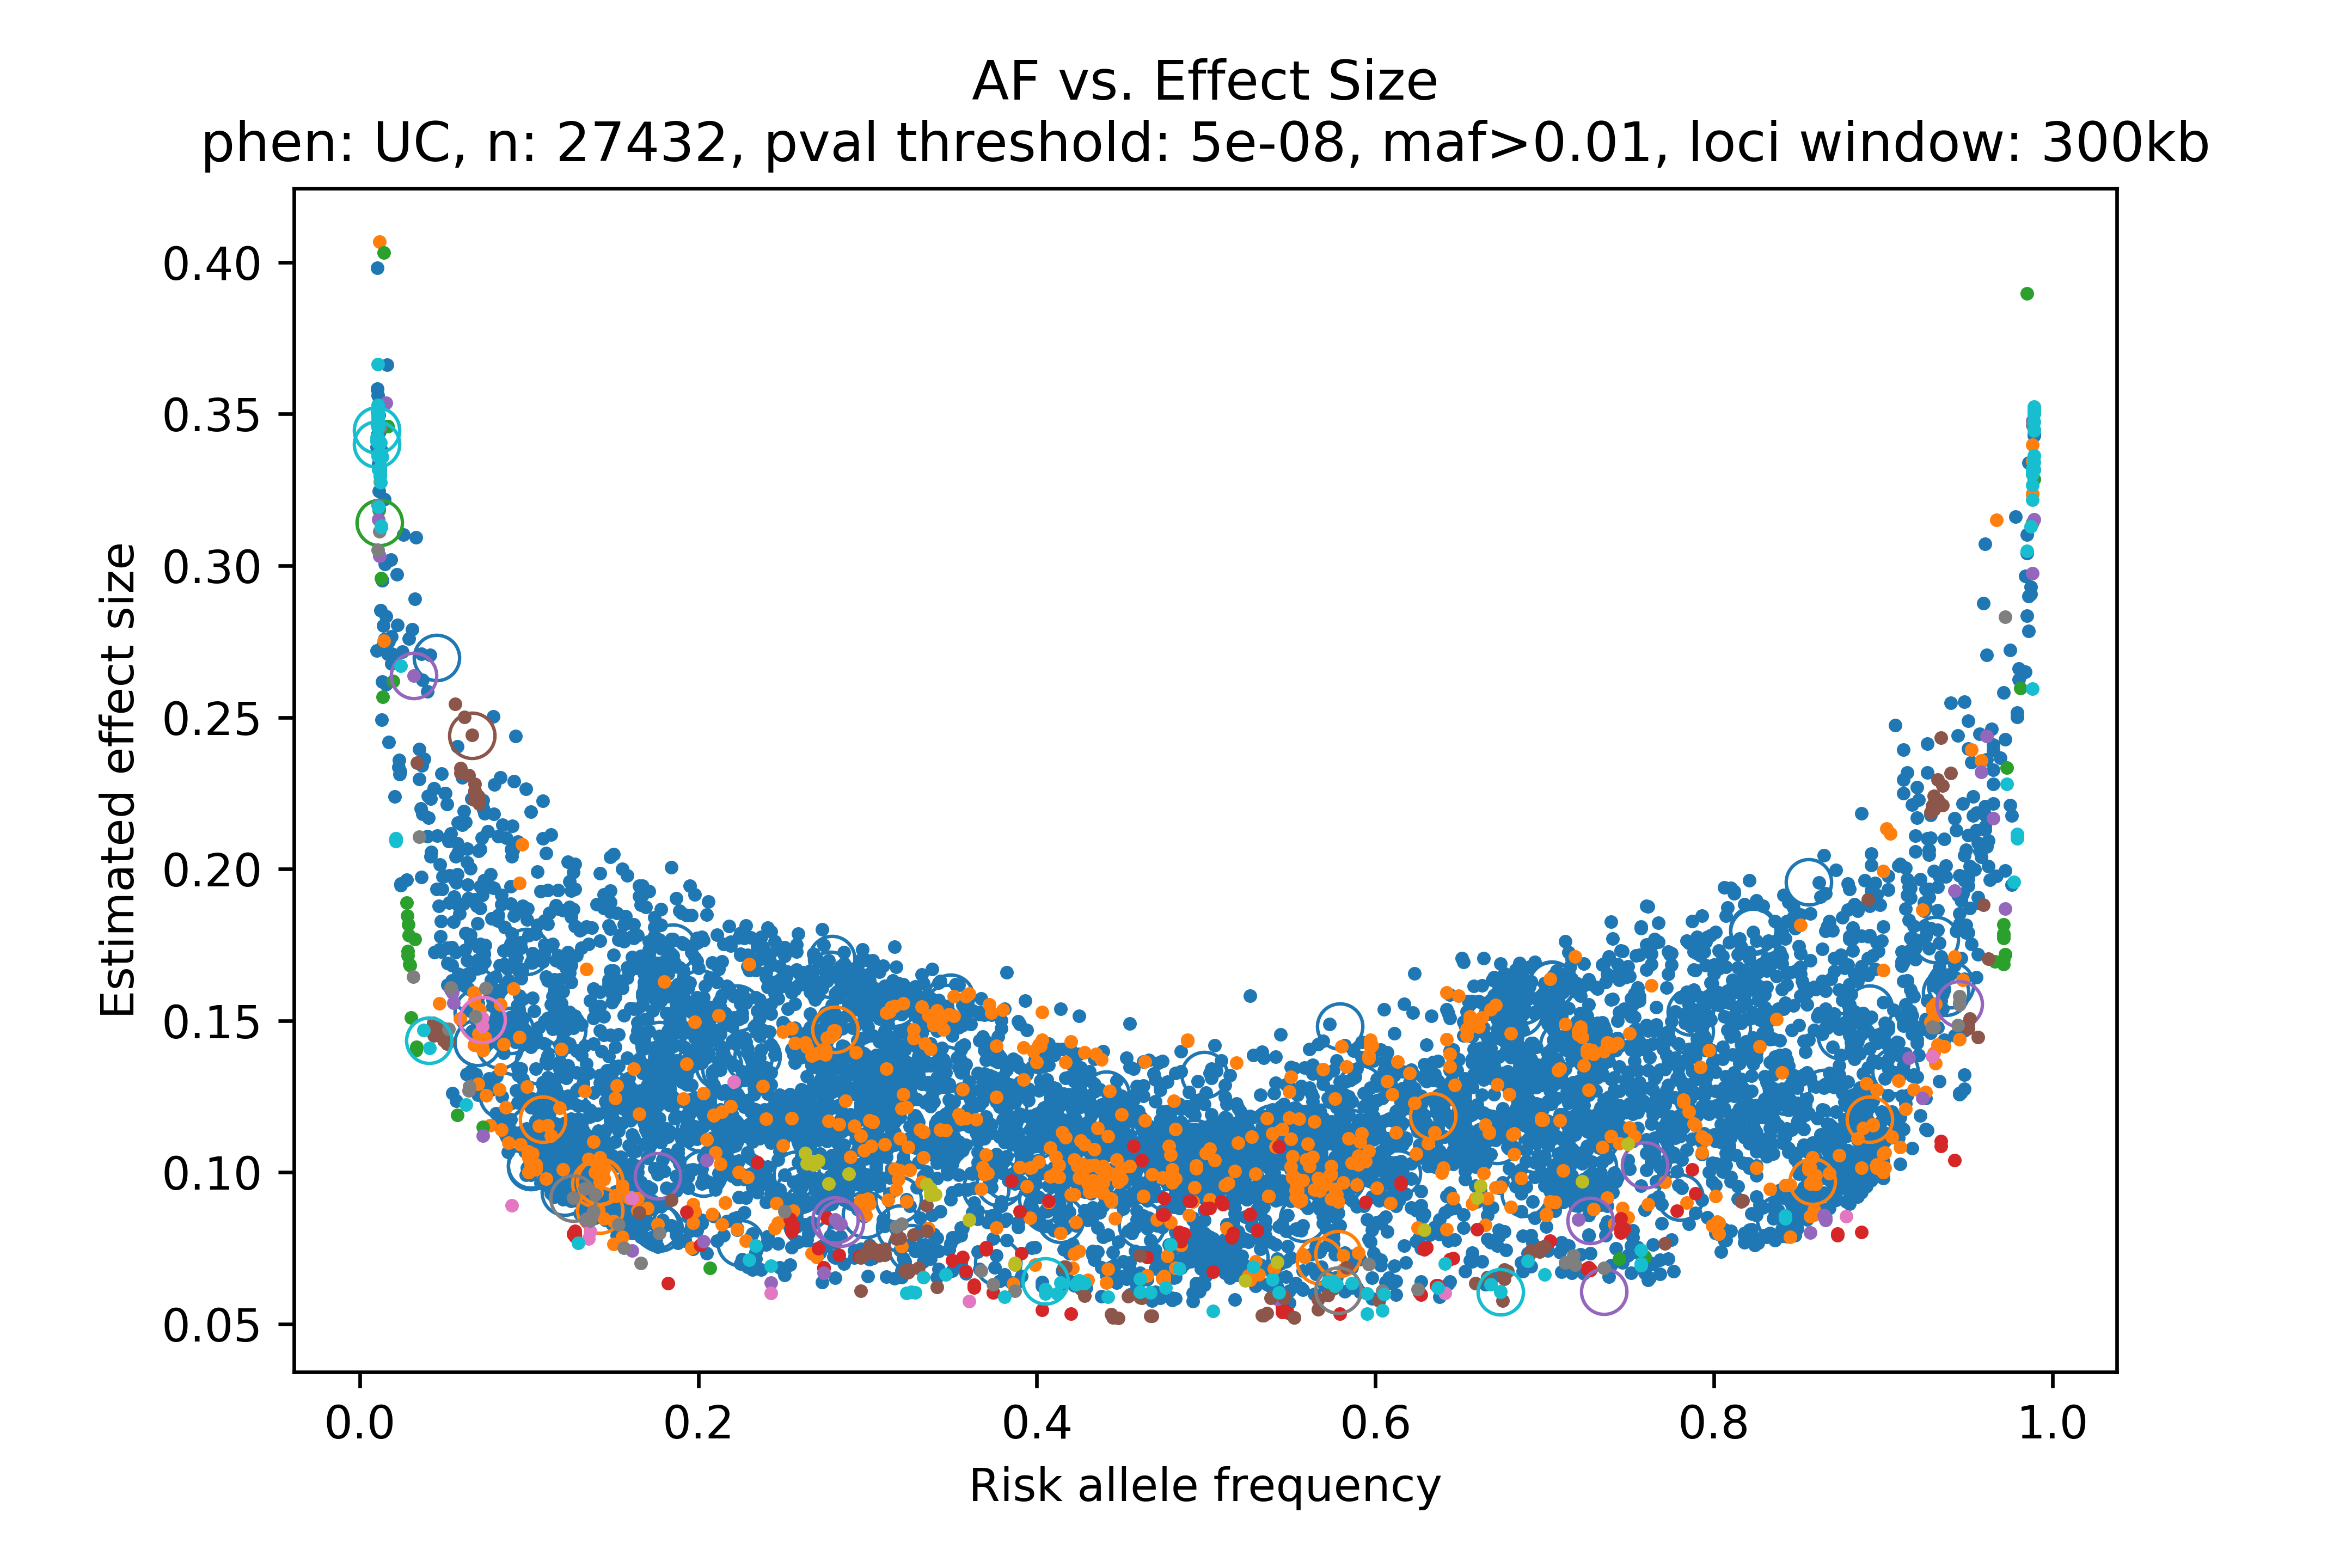 AF vs. Effect Size
phen: UC, n: 27432, pval threshold: 5e-08, maf>0.01, loci window: 300kb
Estimated effect size
0.40
0.35
0.30
0.25
0.20
0.15
0.10
0.05
0.0 0.2 0.4 0.6 0.8 1.0
Risk allele frequency